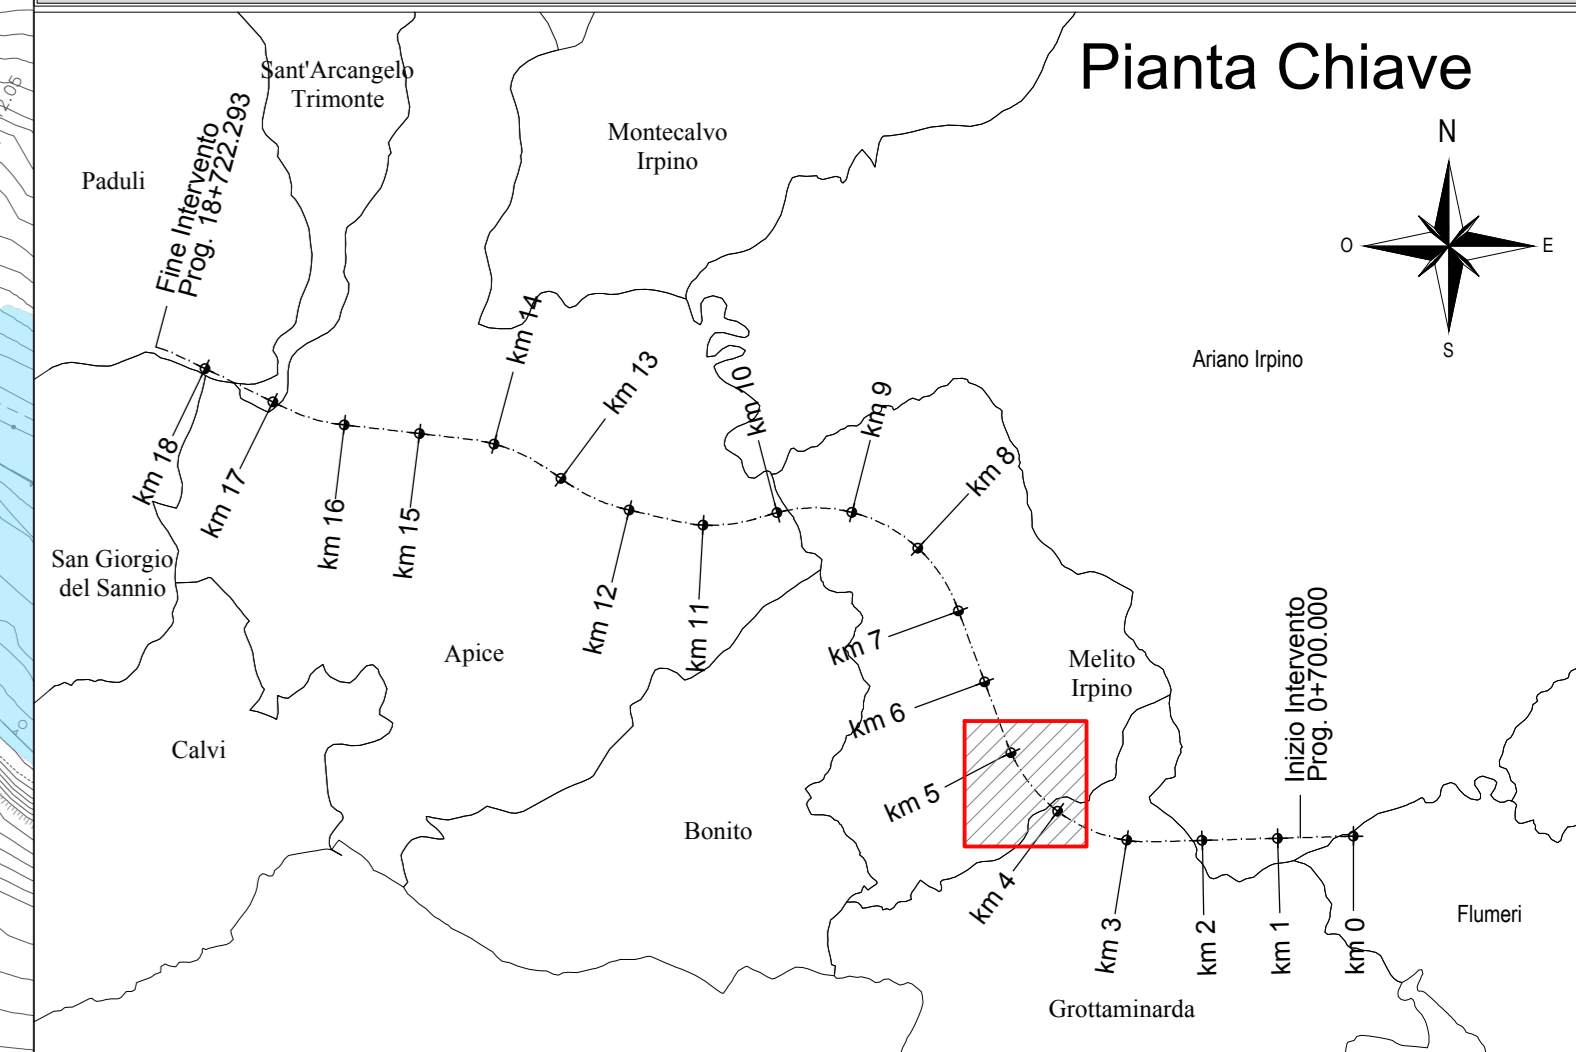 Pianta Chiave
Sant'Arcangelo
Trimonte
Montecalvo
Irpino
Paduli
Fine Intervento
Prog. 18+722.293
N
O
E
S
Ariano Irpino
km 14
km 13
km 10
km 9
km 8
km 18
km 17
km 16
km 15
km 12
km 11
San Giorgio
del Sannio
Apice
km 7
km 6
km 5
km 4
Melito
Irpino
Inizio Intervento
Prog. 0+700.000
Calvi
Bonito
km 3
km 2
km 1
km 0
Flumeri
Grottaminarda